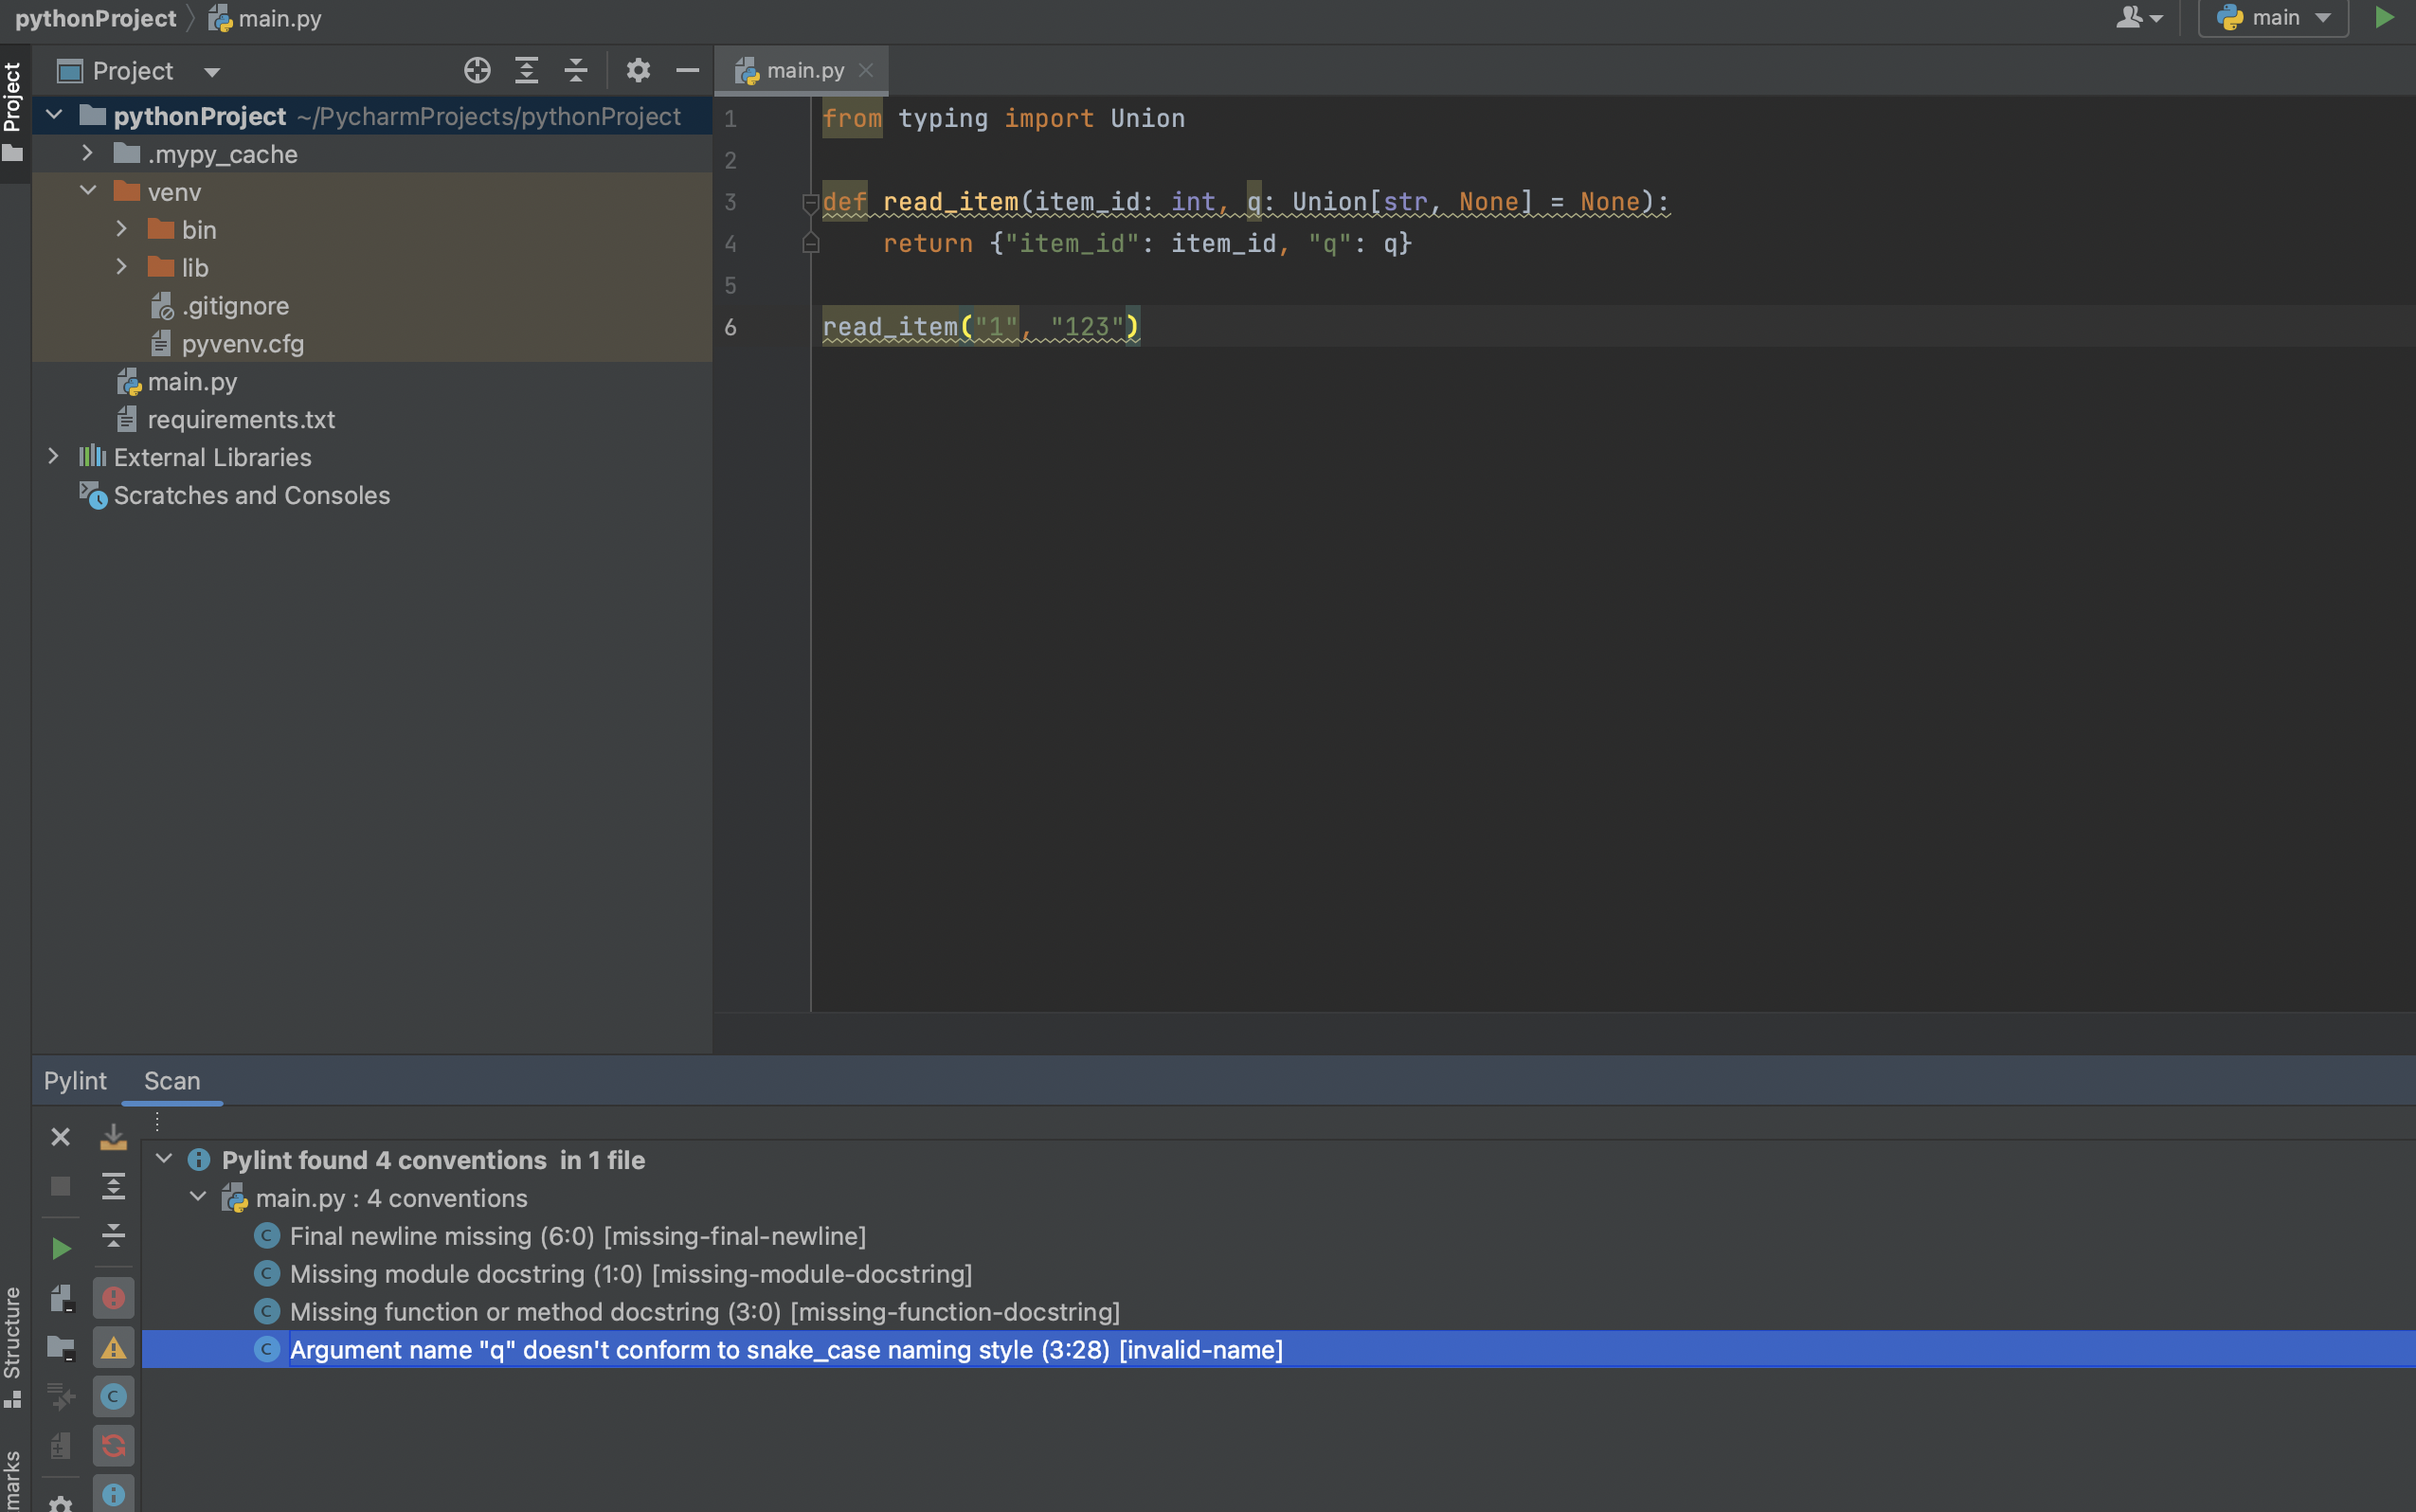 pythonProject main.py
main
Project
Project
main.py
pythonProject ~/PycharmProjects/pythonProject
.mypy_cache
venv
bin
lib
.gitignore
pyvenv.cfg
main.py
requirements.txt
External Libraries
Scratches and Consoles
1 from typing import Union
2
3 def read_item(item_id: int, q: Union[str, None] = None):
4     return {"item_id": item_id, "q": q}
5
6 read_item("1", "123")
Pylint Scan
Pylint found 4 conventions in 1 file
main.py : 4 conventions
C Final newline missing (6:0) [missing-final-newline]
C Missing module docstring (1:0) [missing-module-docstring]
C Missing function or method docstring (3:0) [missing-function-docstring]
C Argument name "q" doesn't conform to snake_case naming style (3:28) [invalid-name]
C
Structure
marks